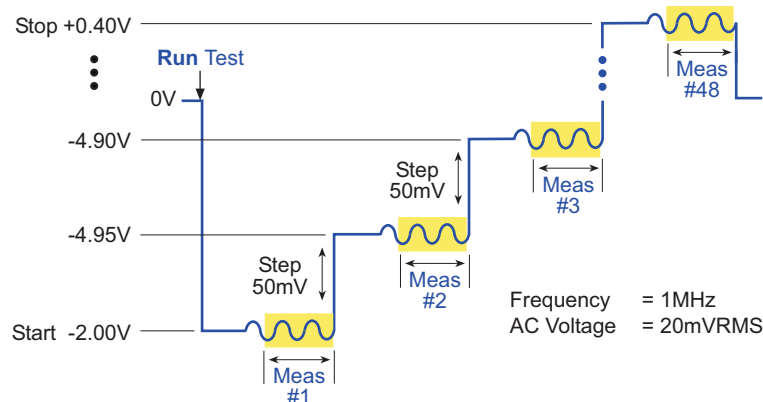 Stop +0.40V
Run Test
0V
Meas
#48
-4.90V
Step
50mV
Meas
#3
-4.95V
Step
50mV
Meas
#2
Frequency = 1MHz
AC Voltage = 20mVRMS
Start -2.00V
Meas
#1